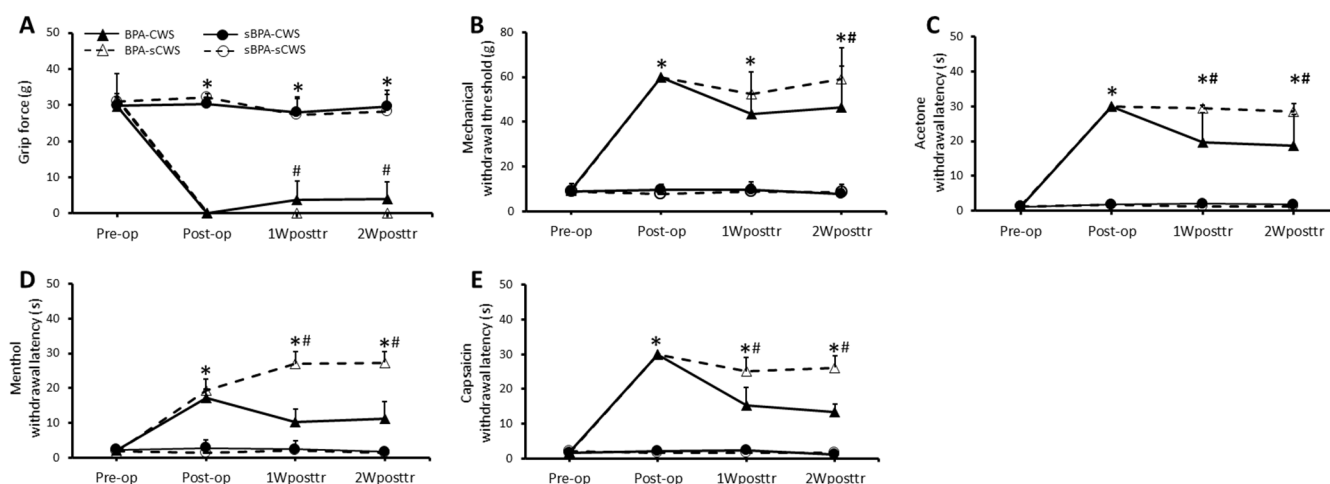 A
BPA-CWS
sBPA-CWS
BPA-sCWS
sBPA-sCWS
Grip force (g)
50
40
30
20
10
0
*
*
*
#
#
Pre-op
Post-op
1Wposttr
2Wposttr
B
Mechanical
withdrawal threshold (g)
80
60
40
20
0
*
*
*#
Pre-op
Post-op
1Wposttr
2Wposttr
C
Acetone
withdrawal latency (s)
50
40
30
20
10
0
*
*#
*#
Pre-op
Post-op
1Wposttr
2Wposttr
D
Menthol
withdrawal latency (s)
50
40
30
20
10
0
*
*#
*#
Pre-op
Post-op
1Wposttr
2Wposttr
E
Capsaicin
withdrawal latency (s)
50
40
30
20
10
0
*
*#
*#
Pre-op
Post-op
1Wposttr
2Wposttr